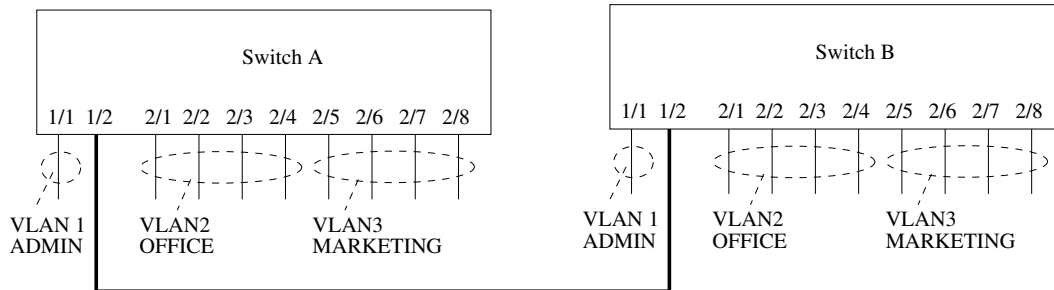 Switch A
1/1 1/2 2/1 2/2 2/3 2/4 2/5 2/6 2/7 2/8
VLAN 1
ADMIN
VLAN2
OFFICE
VLAN3
MARKETING
Switch B
1/1 1/2 2/1 2/2 2/3 2/4 2/5 2/6 2/7 2/8
VLAN 1
ADMIN
VLAN2
OFFICE
VLAN3
MARKETING